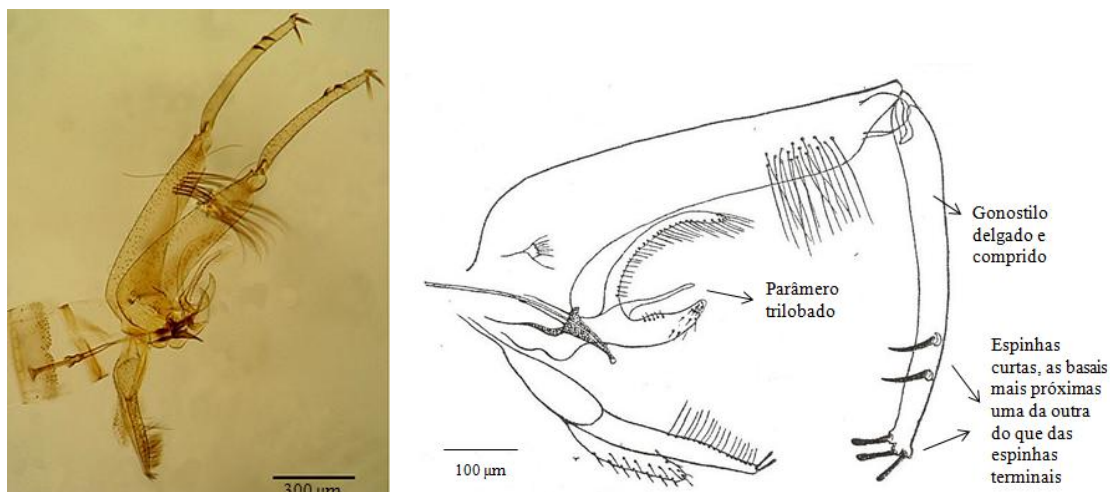 300 µm
100 µm
Parâmero
trilobado
Gonostilo
delgado e
comprido
Espinhas
curtas, as basais
mais próximas
uma da outra
do que das
espinhas
terminais